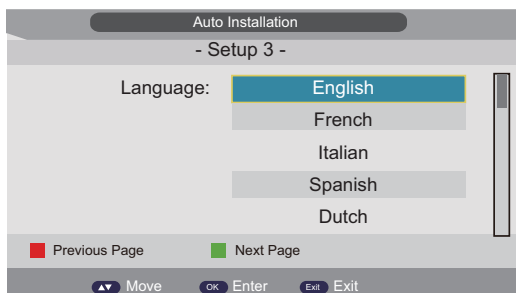 Auto Installation
- Setup 3 -
Language: English
French
Italian
Spanish
Dutch
Previous Page Next Page
▲▼ Move OK Enter Exit Exit